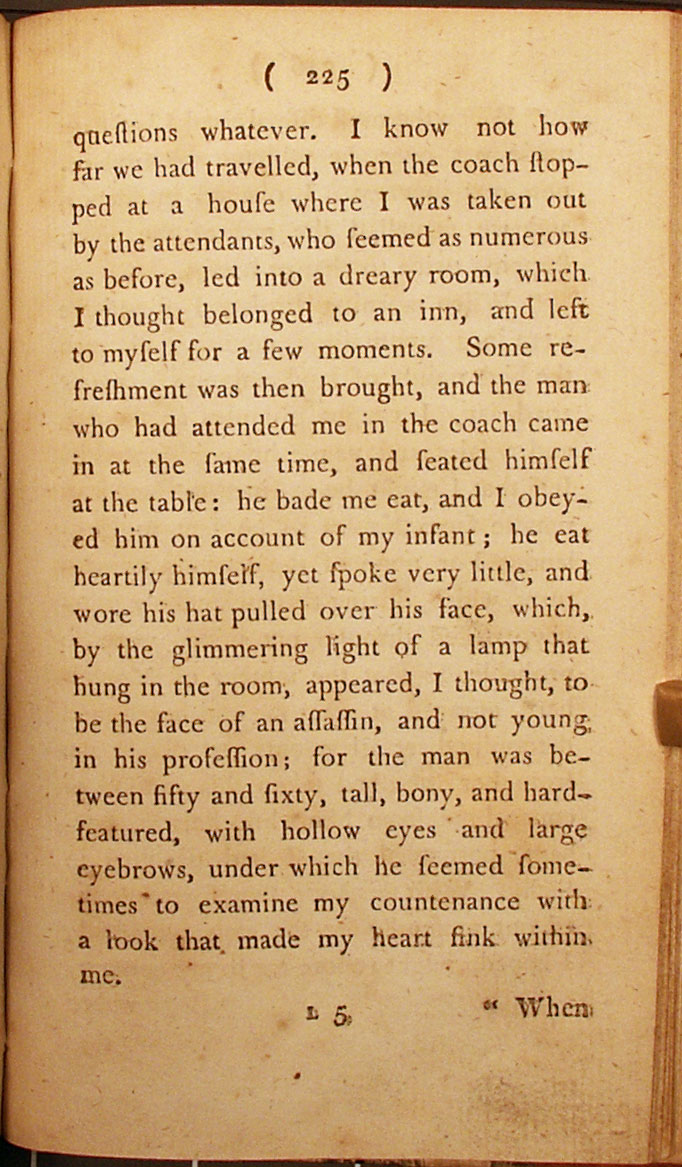 ( 225 )
queſtions whatever. I know not how
far we had travelled, when the coach ſtop-
ped at a houſe where I was taken out
by the attendants, who ſeemed as numerous
as before, led into a dreary room, which
I thought belonged to an inn, and left
to myſelf for a few moments. Some re-
freſhment was then brought, and the man
who had attended me in the coach came
in at the ſame time, and ſeated himſelf
at the table: he bade me eat, and I obey-
ed him on account of my infant; he eat
heartily himſelf, yet ſpoke very little, and
wore his hat pulled over his face, which,
by the glimmering light of a lamp that
hung in the room, appeared, I thought, to
be the face of an aſſaſſin, and not young,
in his profeſſion; for the man was be-
tween fifty and ſixty, tall, bony, and hard-
featured, with hollow eyes and large
eyebrows, under which he ſeemed ſome-
times to examine my countenance with
a look that made my heart ſink within
me.
L 5 “ When